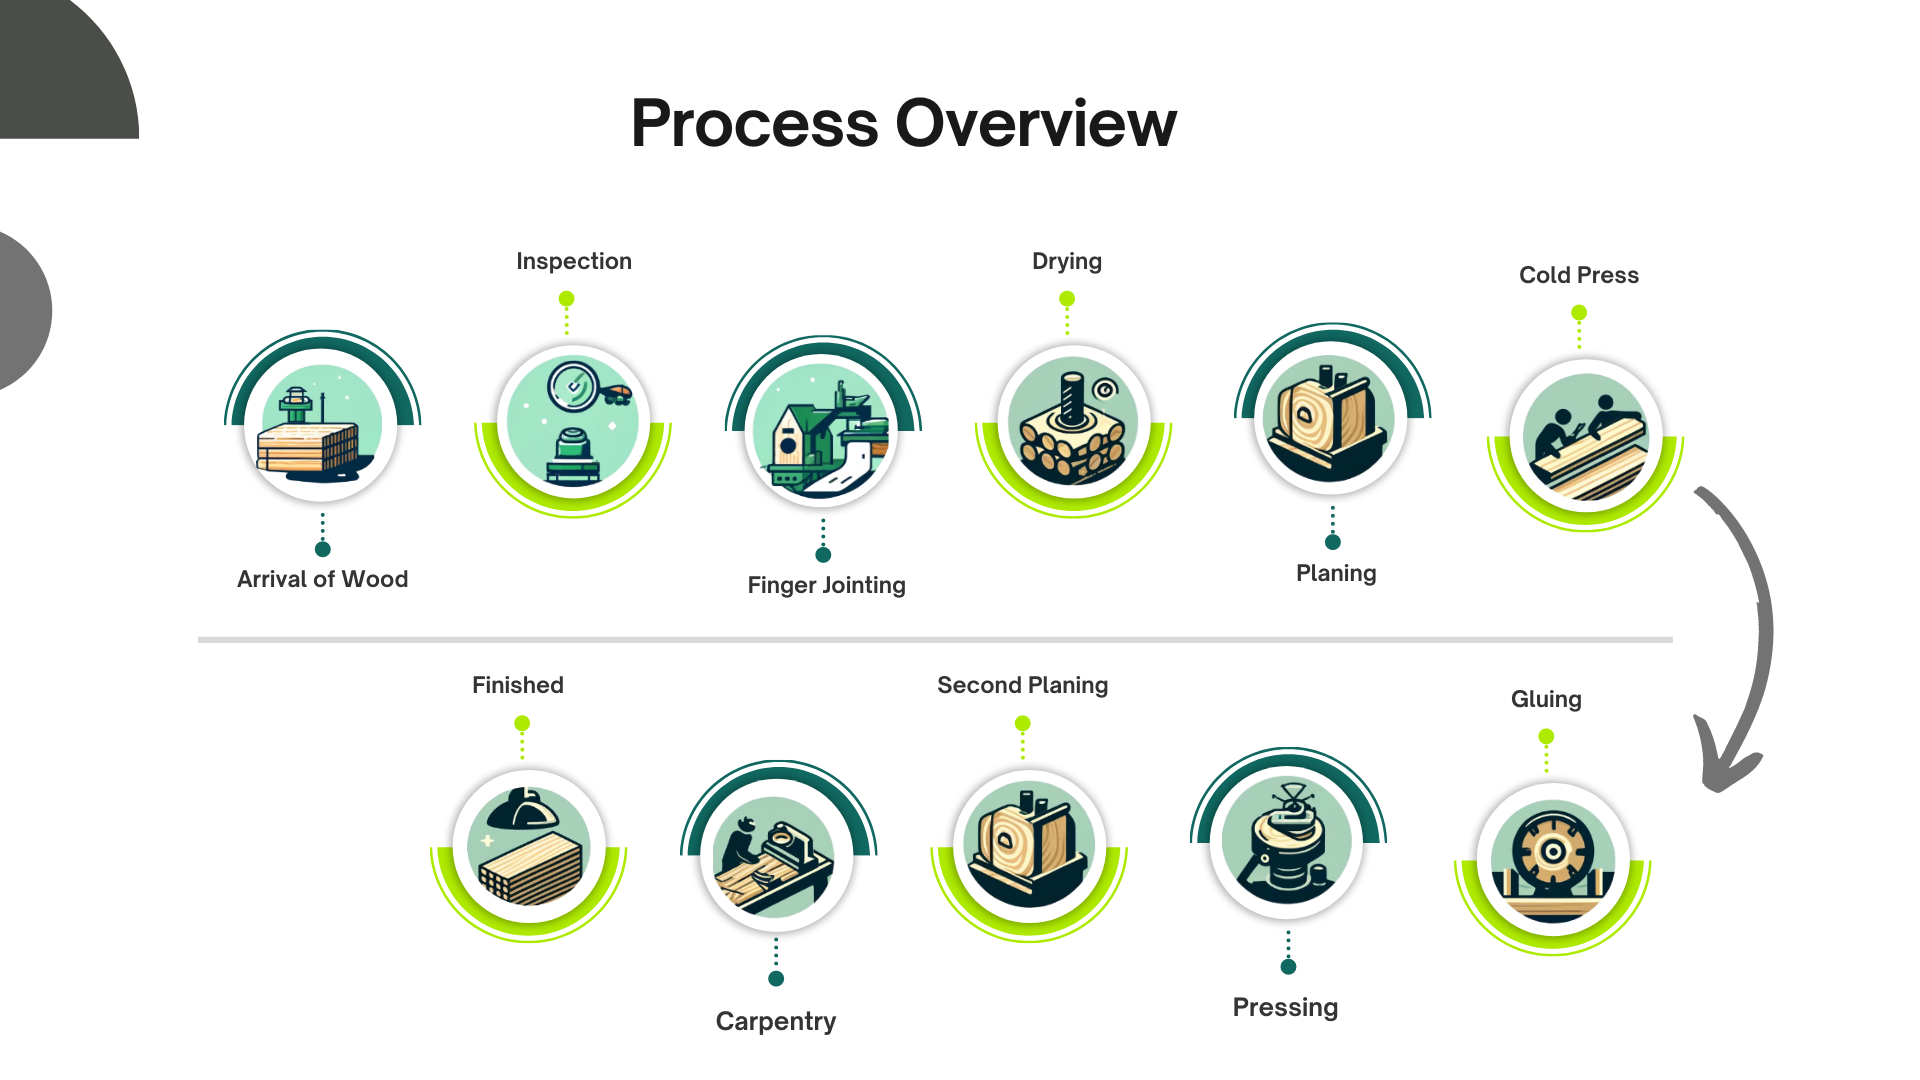 Process Overview
Inspection
Drying
Cold Press
Arrival of Wood
Finger Jointing
Planing
Finished
Second Planing
Gluing
Carpentry
Pressing